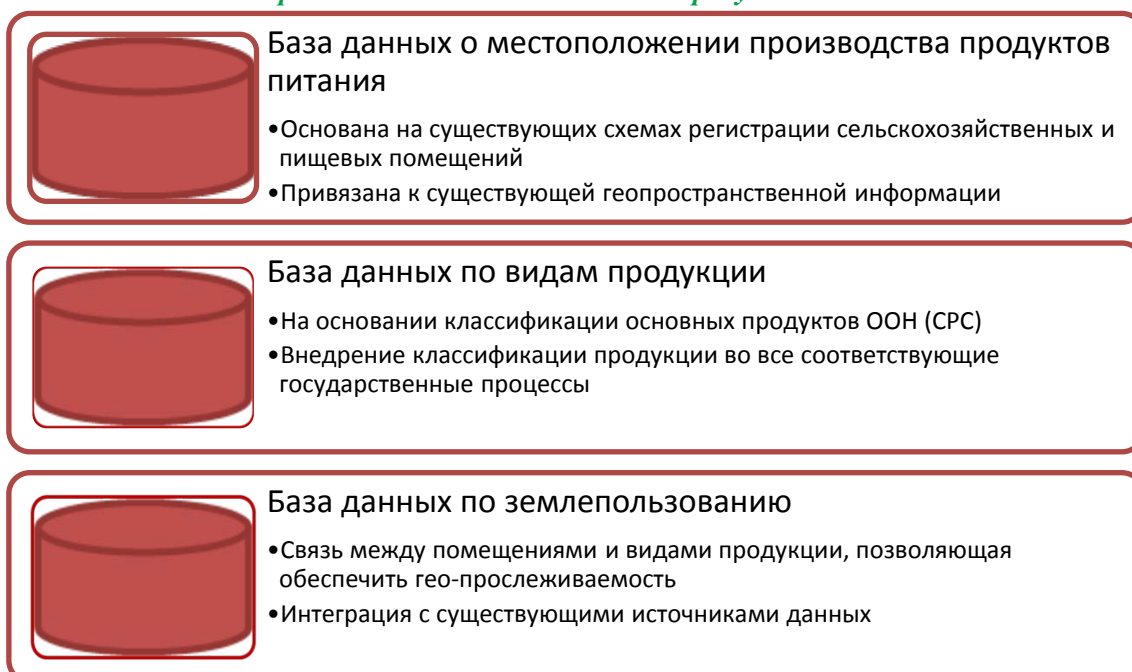 База данных о местоположении производства продуктов
питания
•Основана на существующих схемах регистрации сельскохозяйственных и
пищевых помещений
•Привязана к существующей геопространственной информации
База данных по видам продукции
•На основании классификации основных продуктов ООН (CPC)
•Внедрение классификации продукции во все соответствующие
государственные процессы
База данных по землепользованию
•Связь между помещениями и видами продукции, позволяющая
обеспечить гео-прослеживаемость
•Интеграция с существующими источниками данных